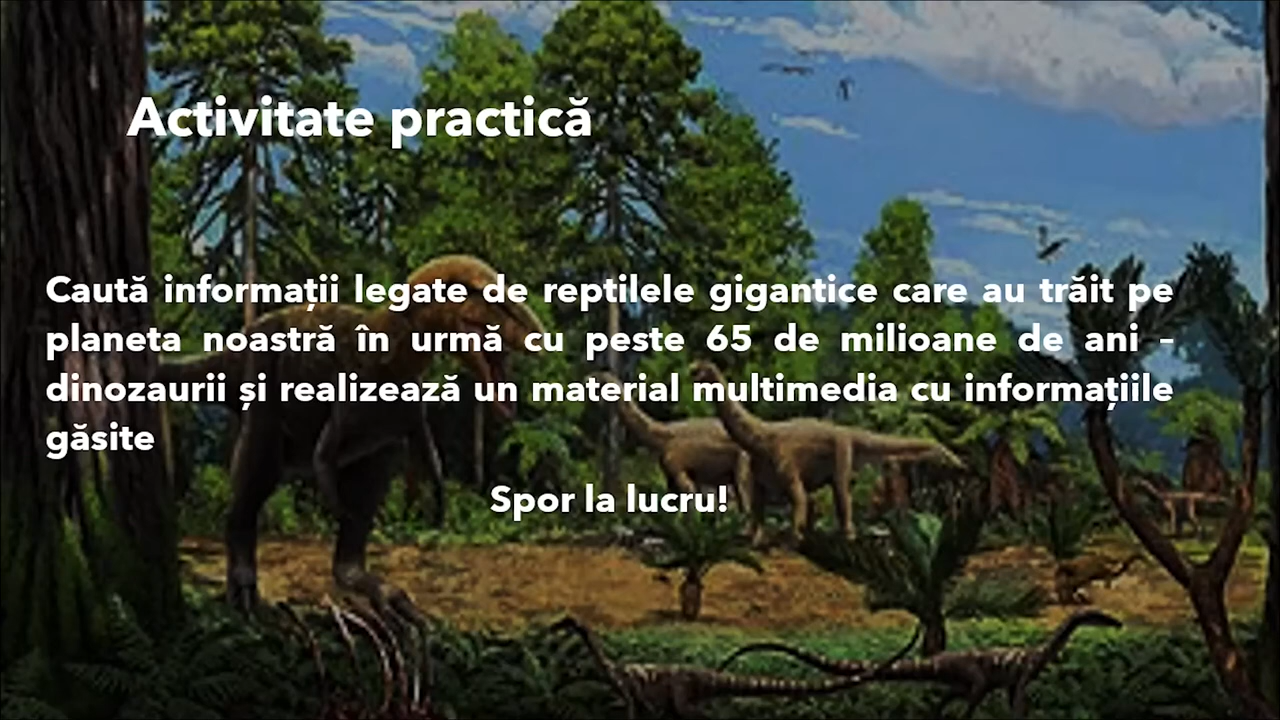 Activitate practică
Caută informații legate de reptilele gigantice care au trăit pe
planeta noastră în urmă cu peste 65 de milioane de ani –
dinozaurii și realizează un material multimedia cu informațiile
găsite
Spor la lucru!